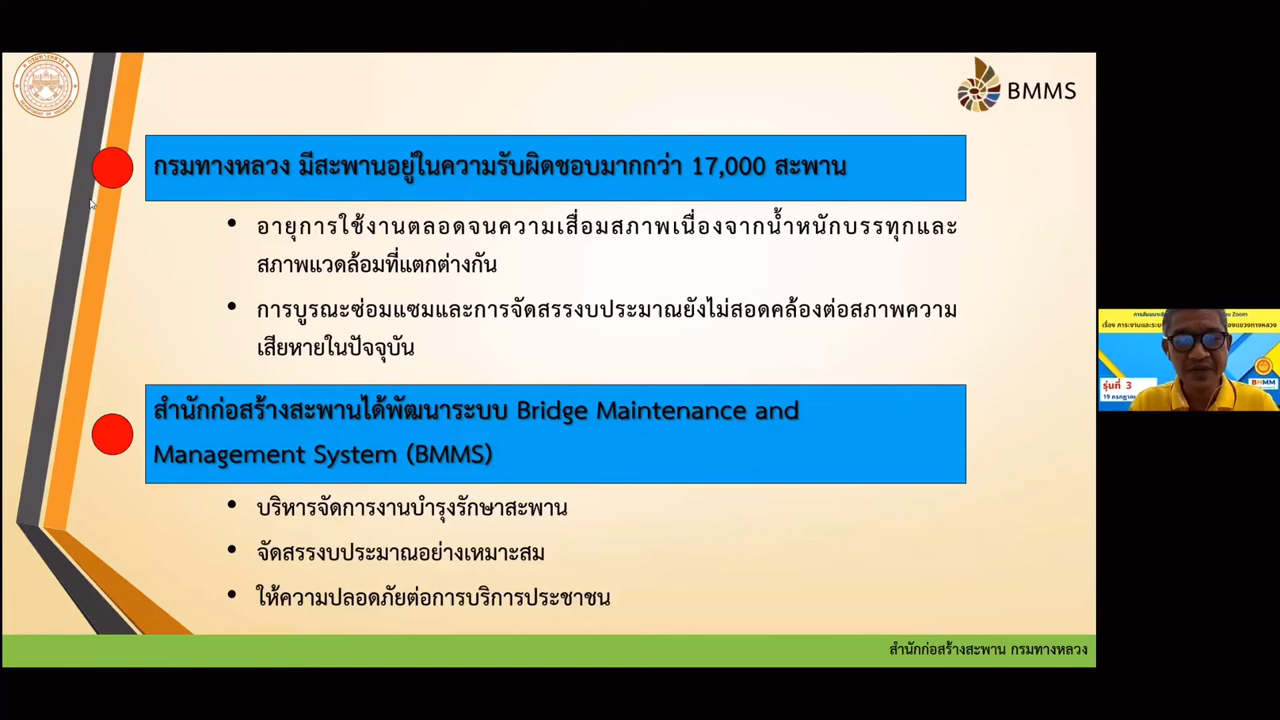 BMMS
กรมทางหลวง มีสะพานอยู่ในความรับผิดชอบมากกว่า 17,000 สะพาน
• อายุการใช้งานตลอดจนความเสื่อมสภาพเนื่องจากน้ำหนักบรรทุกและ
สภาพแวดล้อมที่แตกต่างกัน
• การบูรณะซ่อมแซมและการจัดสรรงบประมาณยังไม่สอดคล้องต่อสภาพความ
เสียหายในปัจจุบัน
สำนักก่อสร้างสะพานได้พัฒนาระบบ Bridge Maintenance and
Management System (BMMS)
• บริหารจัดการงานบำรุงรักษาสะพาน
• จัดสรรงบประมาณอย่างเหมาะสม
• ให้ความปลอดภัยต่อการบริการประชาชน
สำนักก่อสร้างสะพาน กรมทางหลวง
Zoom
รุ่นที่ 3